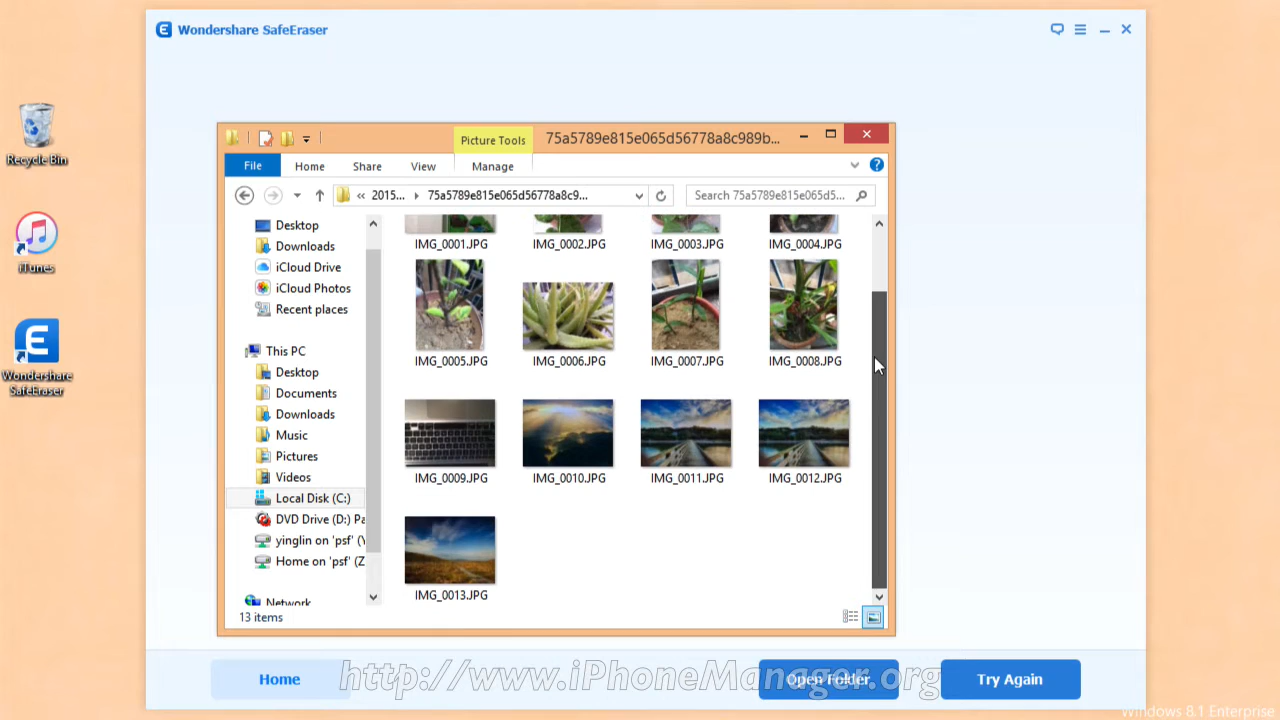 Wondershare SafeEraser
Recycle Bin
iTunes
Wondershare
SafeEraser
Picture Tools
75a5789e815e065d56778a8c989b...
File
Home
Share
View
Manage
« 2015...
75a5789e815e065d56778a8c9...
Search 75a5789e815e065d5...
Desktop
Downloads
iCloud Drive
iCloud Photos
Recent places
This PC
Desktop
Documents
Downloads
Music
Pictures
Videos
Local Disk (C:)
DVD Drive (D:) Pa
yinglin on 'psf' (Y
Home on 'psf' (Z
Network
IMG_0001.JPG
IMG_0002.JPG
IMG_0003.JPG
IMG_0004.JPG
IMG_0005.JPG
IMG_0006.JPG
IMG_0007.JPG
IMG_0008.JPG
IMG_0009.JPG
IMG_0010.JPG
IMG_0011.JPG
IMG_0012.JPG
IMG_0013.JPG
13 items
Home
http://www.iPhoneManager.org
Open Folder
Try Again
Windows 8.1 Enterprise